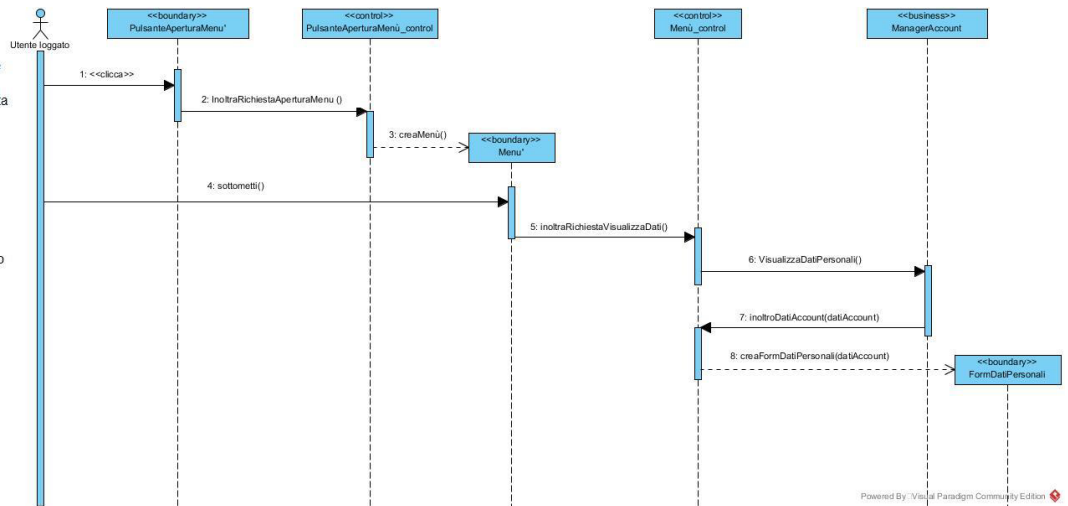 <<boundary>>
PulsanteAperturaMenu'
<<control>>
PulsanteAperturaMenù_control
<<control>>
Menù_control
<<business>>
ManagerAccount
Utente loggato
1: <<clicca>>
ta
2: InoltraRichiestaAperturaMenu ()
3: creaMenù()
<<boundary>>
Menu'
4: sottometti()
5: inoltraRichiestaVisualizzaDati()
o
6: VisualizzaDatiPersonali()
7: inoltroDatiAccount(datiAccount)
8: creaFormDatiPersonali(datiAccount)
<<boundary>>
FormDatiPersonali
Powered By Visual Paradigm Community Edition